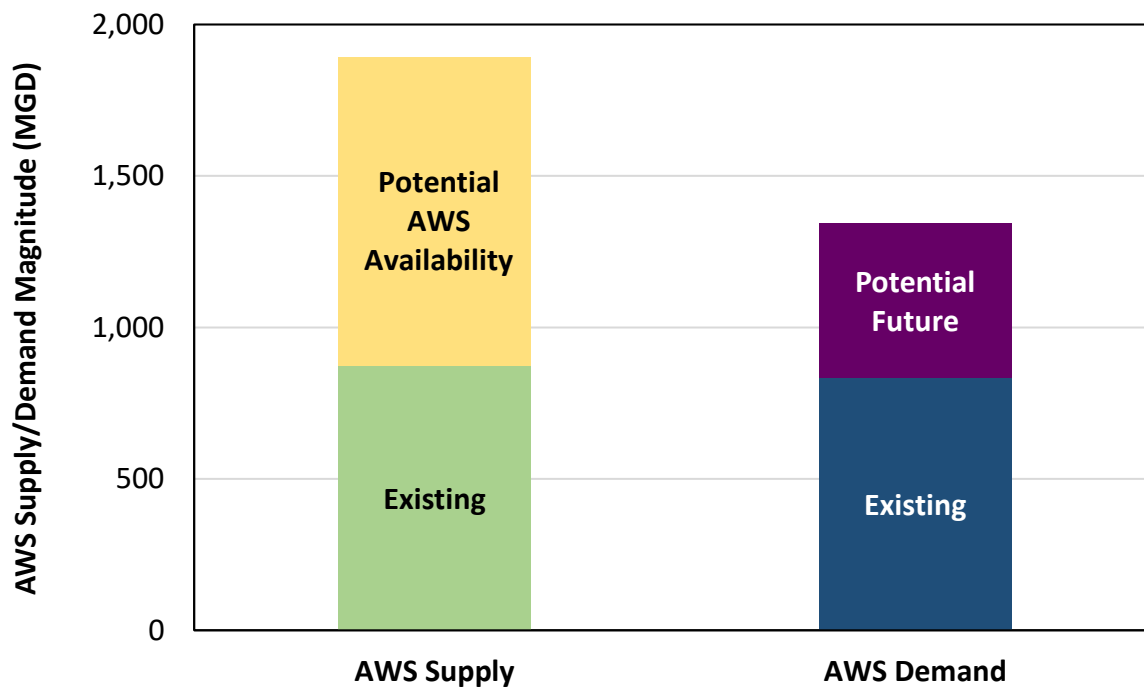 AWS Supply/Demand Magnitude (MGD)
2,000
1,500
1,000
500
0
Potential
AWS
Availability
Existing
Potential
Future
Existing
AWS Supply
AWS Demand